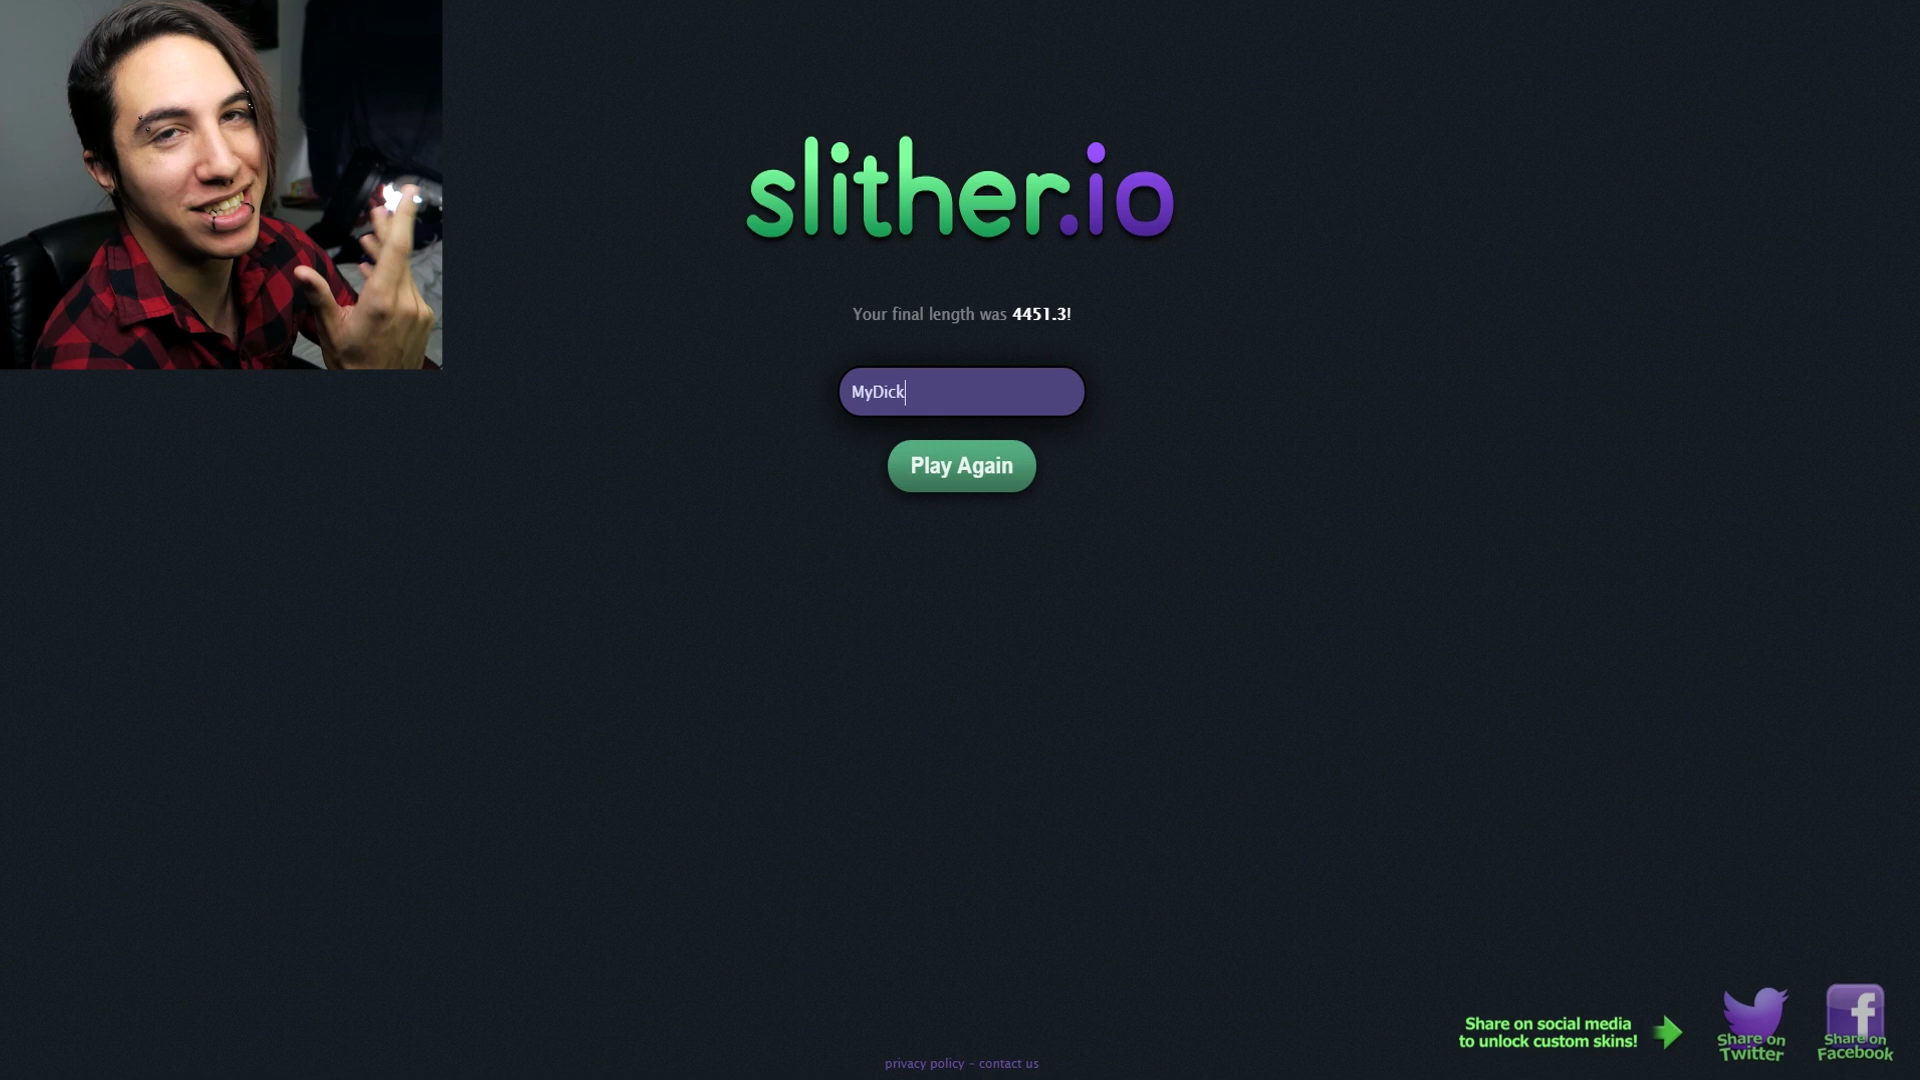 slither.io
Your final length was 4451.3!
MyDick
Play Again
Share on social media
to unlock custom skins!
Share on
Twitter
Share on
Facebook
privacy policy - contact us